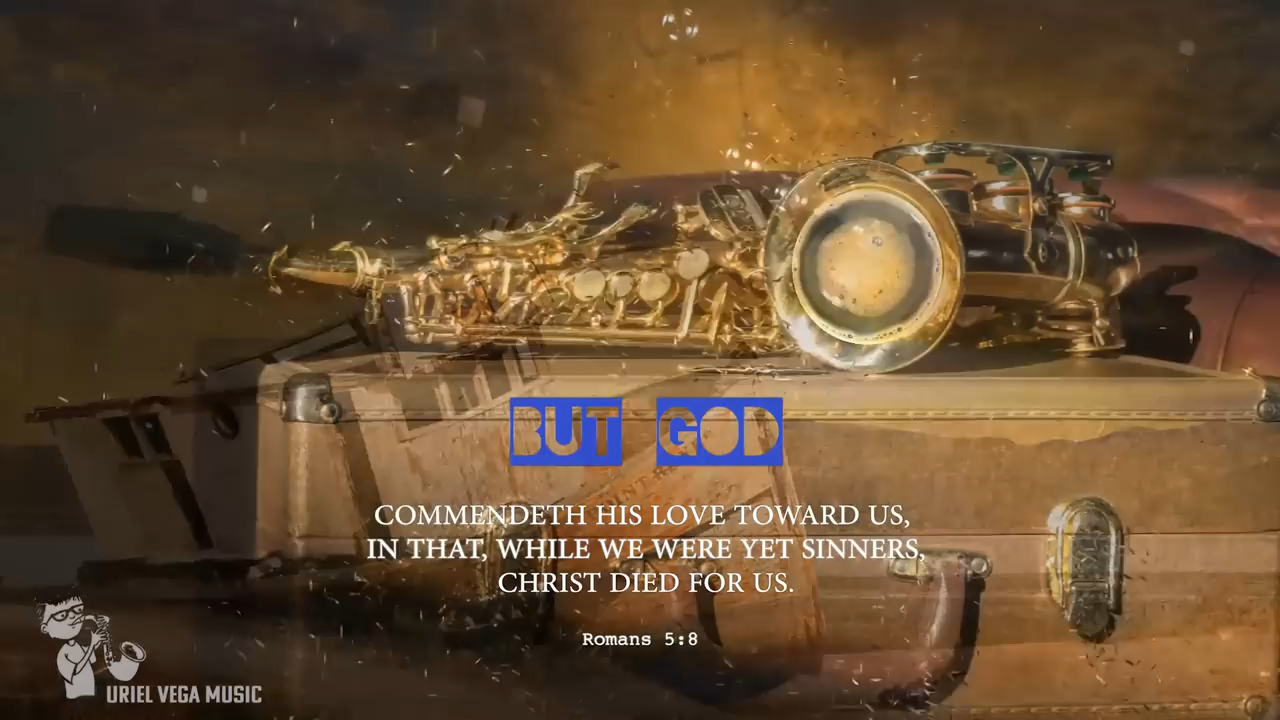 BUT GOD
COMMENDETH HIS LOVE TOWARD US,
IN THAT, WHILE WE WERE YET SINNERS,
CHRIST DIED FOR US.
Romans 5:8
URIEL VEGA MUSIC